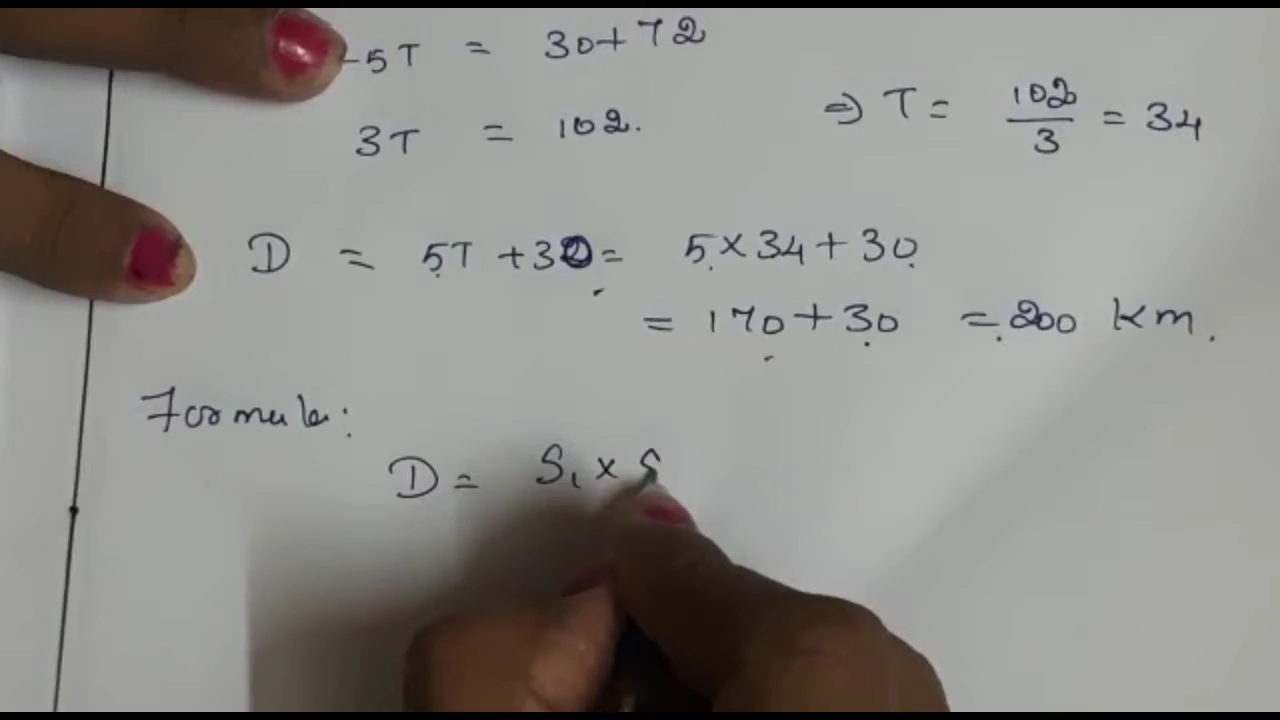 -5T = 30+72
3T = 102. ⇒ T = 102/3 = 34
D = 5T +30 = 5×34+30
= 170+30 = 200 km.
Formula:
D = S₁ × S